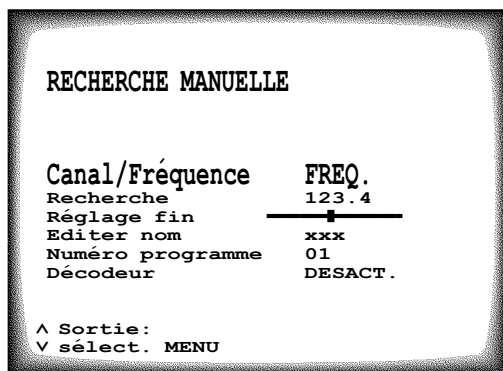 RECHERCHE MANUELLE
Canal/Fréquence FREQ.
Recherche 123.4
Réglage fin
Editer nom xxx
Numéro programme 01
Décodeur DESACT.
^ Sortie:
v sélect. MENU